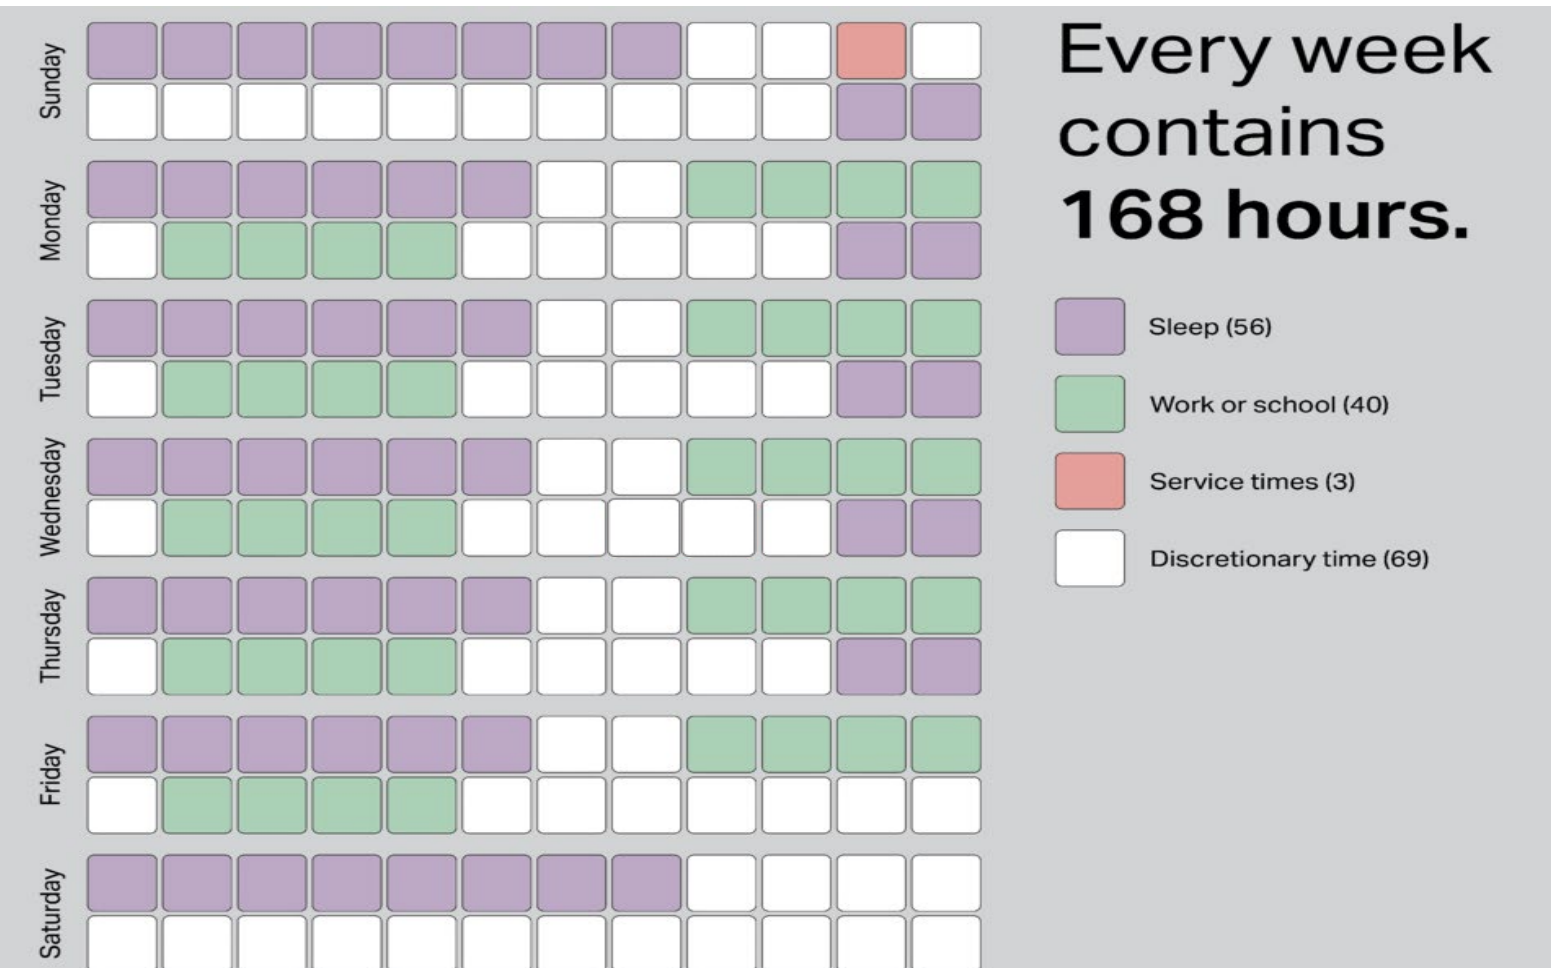 Every week
contains
168 hours.
Sleep (56)
Work or school (40)
Service times (3)
Discretionary time (69)
Sunday
Monday
Tuesday
Wednesday
Thursday
Friday
Saturday